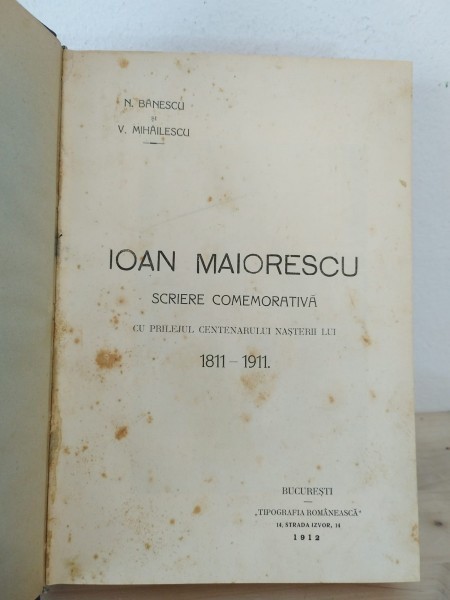 N. BĂNESCU
și
V. MIHĂILESCU
IOAN MAIORESCU
SCRIERE COMEMORATIVĂ
CU PRILEJUL CENTENARULUI NAȘTERII LUI
1811 – 1911.
BUCUREȘTI
„TIPOGRAFIA ROMÂNEASCĂ“
14, STRADA IZVOR, 14
1912